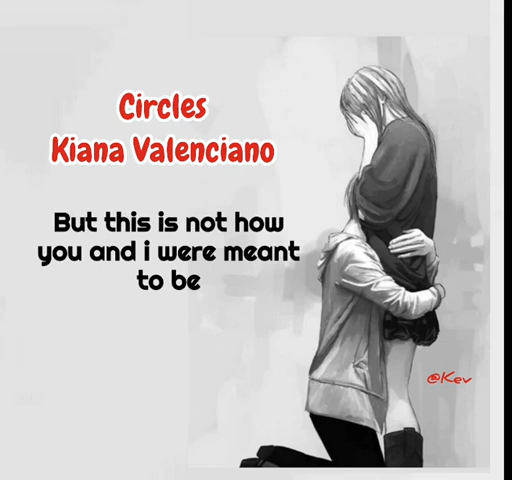 Circles
Kiana Valenciano
But this is not how
you and i were meant
to be
@Kev